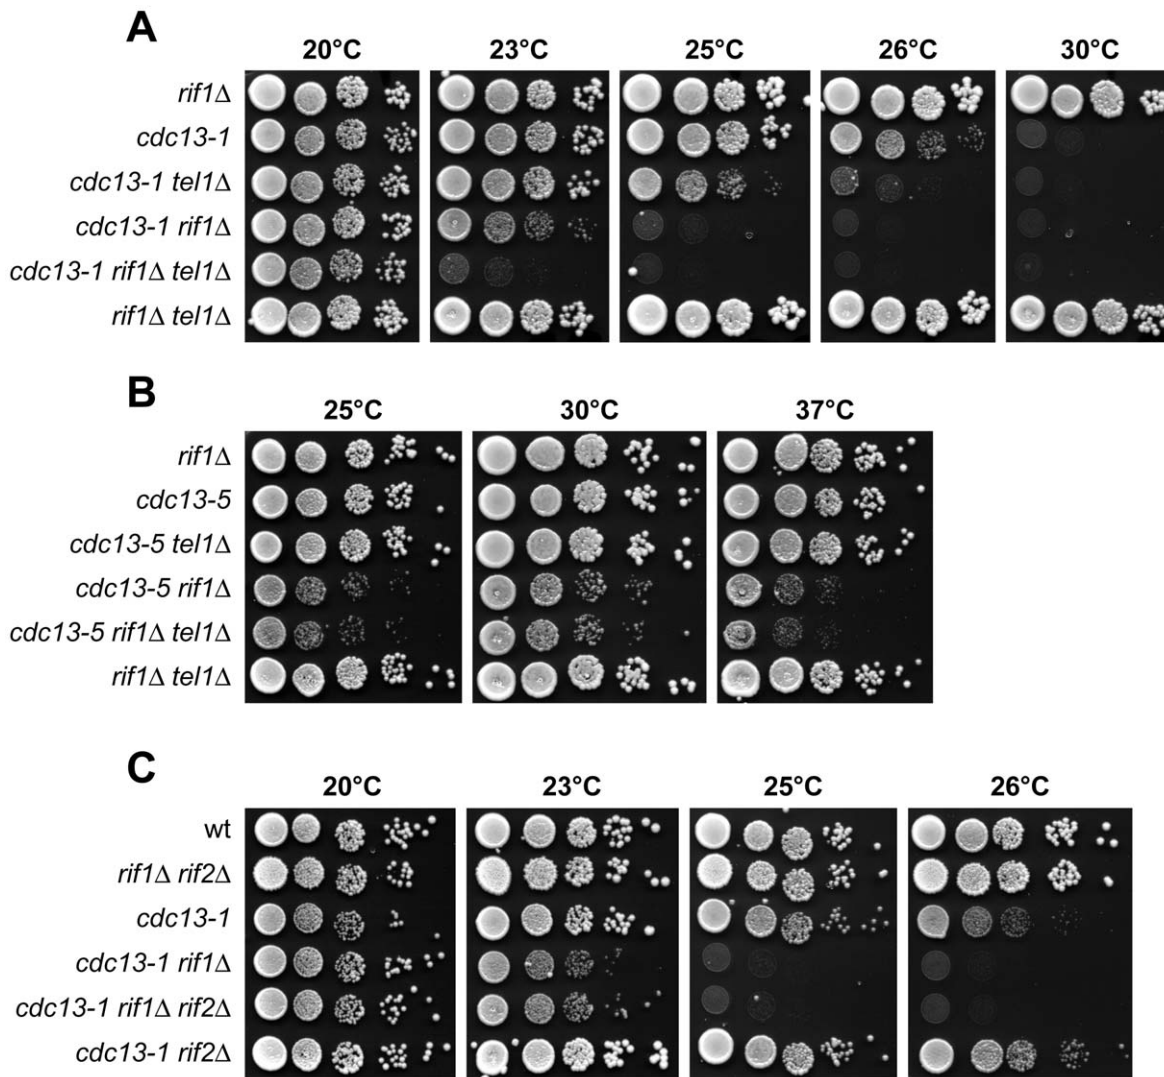 A
20°C 23°C 25°C 26°C 30°C
rif1Δ
cdc13-1
cdc13-1 tel1Δ
cdc13-1 rif1Δ
cdc13-1 rif1Δ tel1Δ
rif1Δ tel1Δ
B
25°C 30°C 37°C
rif1Δ
cdc13-5
cdc13-5 tel1Δ
cdc13-5 rif1Δ
cdc13-5 rif1Δ tel1Δ
rif1Δ tel1Δ
C
20°C 23°C 25°C 26°C
wt
rif1Δ rif2Δ
cdc13-1
cdc13-1 rif1Δ
cdc13-1 rif1Δ rif2Δ
cdc13-1 rif2Δ